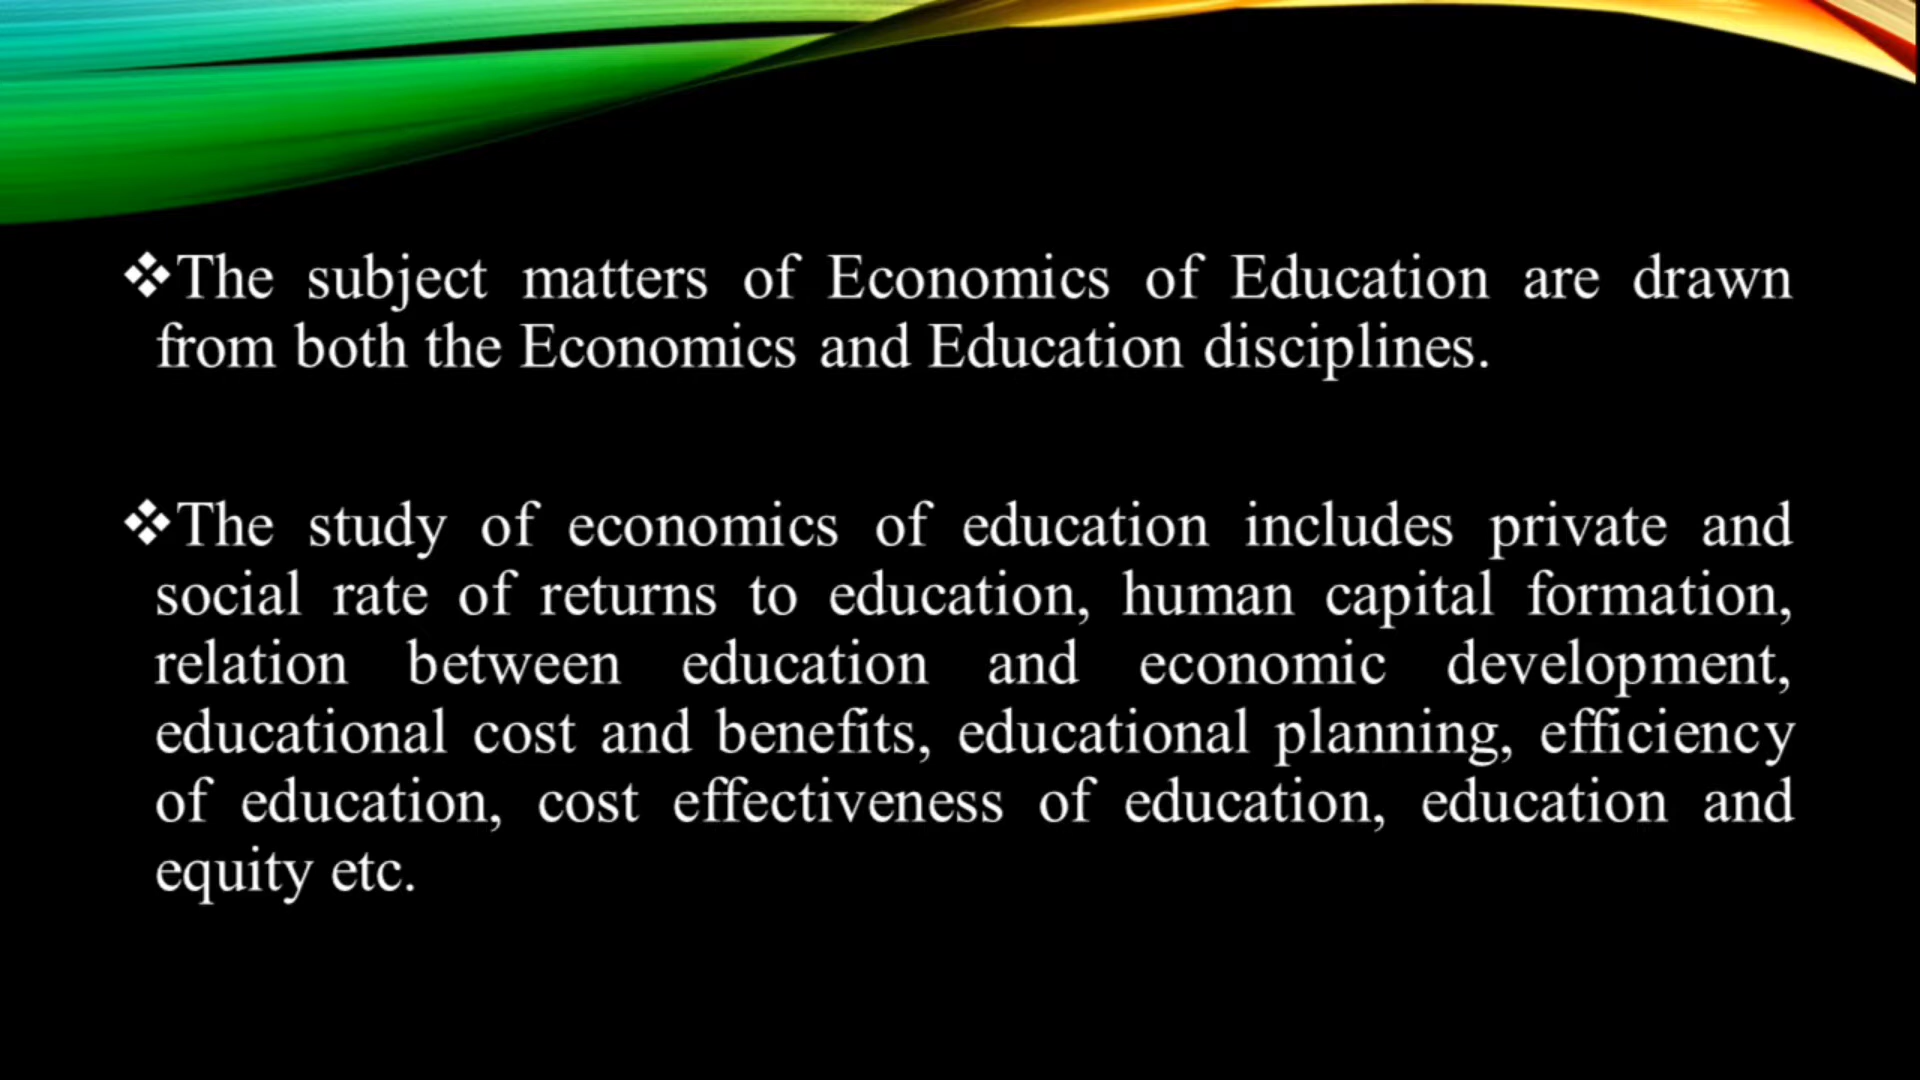 ❖The subject matters of Economics of Education are drawn
from both the Economics and Education disciplines.
❖The study of economics of education includes private and
social rate of returns to education, human capital formation,
relation between education and economic development,
educational cost and benefits, educational planning, efficiency
of education, cost effectiveness of education, education and
equity etc.